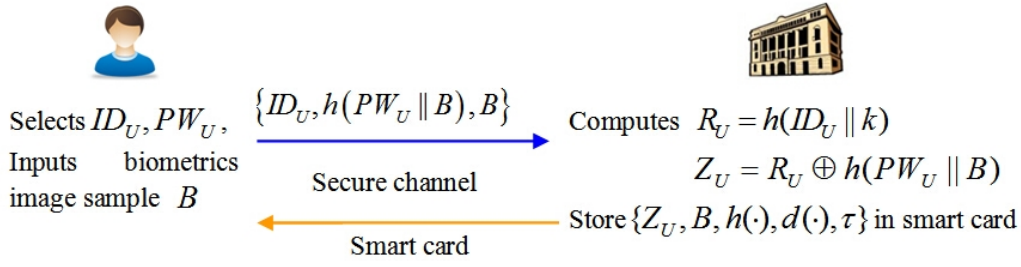 Selects ID_U, PW_U,
Inputs biometrics
image sample B
{ID_U, h(PW_U || B), B}
Secure channel
Smart card
Computes R_U = h(ID_U || k)
Z_U = R_U ⊕ h(PW_U || B)
Store {Z_U, B, h(·), d(·), τ} in smart card